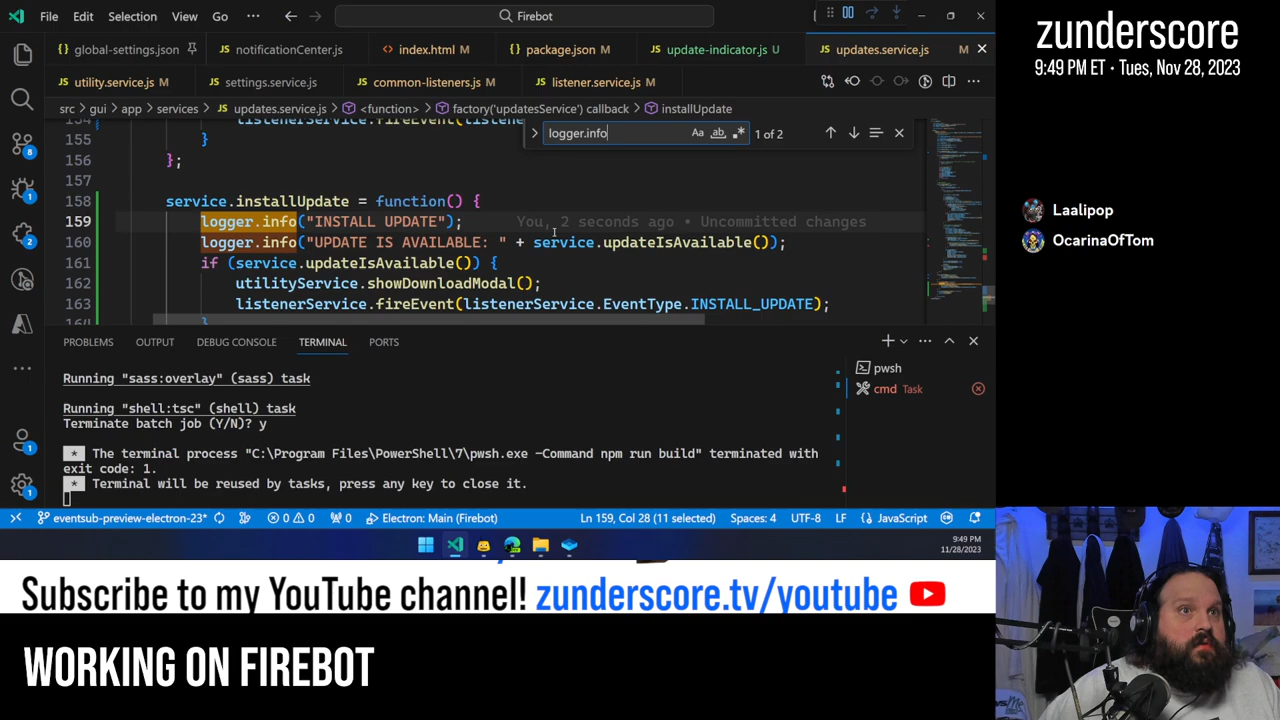 File Edit Selection View Go ··· Firebot
global-settings.json notificationCenter.js index.html M package.json M update-indicator.js U updates.service.js M
utility.service.js M settings.service.js common-listeners.js M listener.service.js M
src > gui > app > services > updates.service.js > <function> > factory('updatesService') callback > installUpdate
logger.info Aa ab 1 of 2
155 }
156 };
157
158 service.installUpdate = function() {
159 logger.info("INSTALL UPDATE"); You, 2 seconds ago • Uncommitted changes
160 logger.info("UPDATE IS AVAILABLE: " + service.updateIsAvailable());
161 if (service.updateIsAvailable()) {
162 utilityService.showDownloadModal();
163 listenerService.fireEvent(listenerService.EventType.INSTALL_UPDATE);
PROBLEMS OUTPUT DEBUG CONSOLE TERMINAL PORTS
Running "sass:overlay" (sass) task
Running "shell:tsc" (shell) task
Terminate batch job (Y/N)? y
* The terminal process "C:\Program Files\PowerShell\7\pwsh.exe -Command npm run build" terminated with
exit code: 1.
* Terminal will be reused by tasks, press any key to close it.
pwsh
cmd Task
eventsub-preview-electron-23* 0 0 0 Electron: Main (Firebot) Ln 159, Col 28 (11 selected) Spaces: 4 UTF-8 LF JavaScript
9:49 PM
11/28/2023
Subscribe to my YouTube channel! zunderscore.tv/youtube
WORKING ON FIREBOT
zunderscore
9:49 PM ET • Tues, Nov 28, 2023
Laalipop
OcarinaOfTom